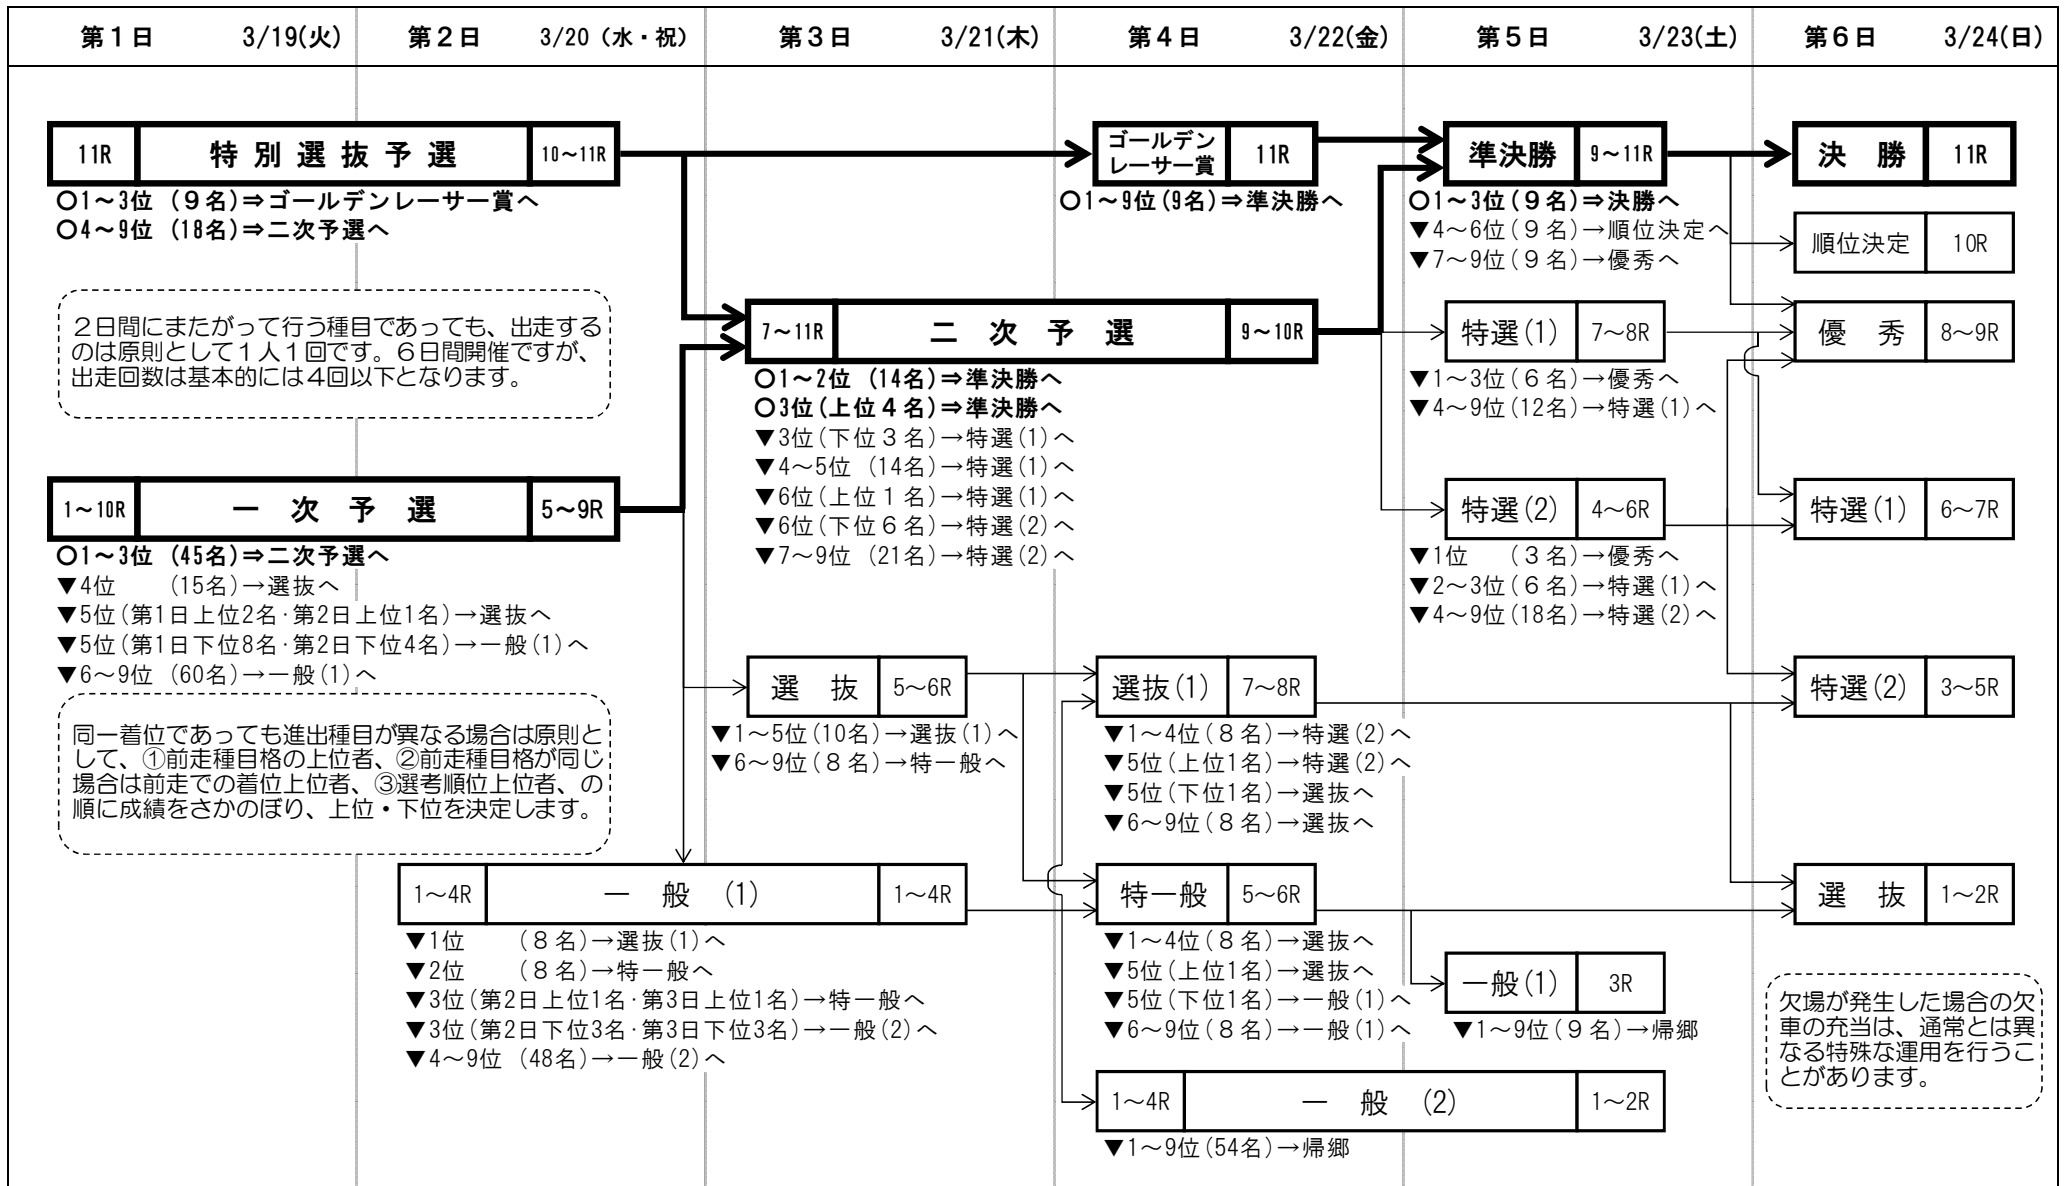 第１日 3/19(火) 第２日 3/20（水・祝） 第３日 3/21(木) 第４日 3/22(金) 第５日 3/23(土) 第６日 3/24(日)
11R 特別選抜予選 10～11R
○1～3位（９名）⇒ゴールデンレーサー賞へ
○4～9位（18名）⇒二次予選へ
２日間にまたがって行う種目であっても、出走する
のは原則として１人１回です。６日間開催ですが、
出走回数は基本的には４回以下となります。
1～10R 一次予選 5～9R
○1～3位（45名）⇒二次予選へ
▼4位 （15名）→選抜へ
▼5位(第1日上位2名･第2日上位1名)→選抜へ
▼5位(第1日下位8名･第2日下位4名)→一般(1)へ
▼6～9位（60名）→一般(1)へ
同一着位であっても進出種目が異なる場合は原則と
して、①前走種目格の上位者、②前走種目格が同じ
場合は前走での着位上位者、③選考順位上位者、の
順に成績をさかのぼり、上位・下位を決定します。
1～4R 一般(1) 1～4R
▼1位 （８名）→選抜(1)へ
▼2位 （８名）→特一般へ
▼3位(第2日上位1名･第3日上位1名)→特一般へ
▼3位(第2日下位3名･第3日下位3名)→一般(2)へ
▼4～9位（48名）→一般(2)へ
7～11R 二次予選 9～10R
○1～2位（14名）⇒準決勝へ
○3位(上位４名)⇒準決勝へ
▼3位(下位３名)→特選(1)へ
▼4～5位（14名）→特選(1)へ
▼6位(上位１名)→特選(1)へ
▼6位(下位６名)→特選(2)へ
▼7～9位（21名）→特選(2)へ
選抜 5～6R
▼1～5位(10名)→選抜(1)へ
▼6～9位(８名)→特一般へ
ゴールデン
レーサー賞 11R
○1～9位(9名)⇒準決勝へ
選抜(1) 7～8R
▼1～4位(８名)→特選(2)へ
▼5位(上位1名)→特選(2)へ
▼5位(下位1名)→選抜へ
▼6～9位(８名)→選抜へ
特一般 5～6R
▼1～4位(８名)→選抜へ
▼5位(上位1名)→選抜へ
▼5位(下位1名)→一般(1)へ
▼6～9位(８名)→一般(1)へ
1～4R 一般(2) 1～2R
▼1～9位(54名)→帰郷
準決勝 9～11R
○1～3位(９名)⇒決勝へ
▼4～6位(９名)→順位決定へ
▼7～9位(９名)→優秀へ
特選(1) 7～8R
▼1～3位(６名)→優秀へ
▼4～9位(12名)→特選(1)へ
特選(2) 4～6R
▼1位 (３名)→優秀へ
▼2～3位(６名)→特選(1)へ
▼4～9位(18名)→特選(2)へ
一般(1) 3R
▼1～9位(９名)→帰郷
決勝 11R
順位決定 10R
優秀 8～9R
特選(1) 6～7R
特選(2) 3～5R
選抜 1～2R
欠場が発生した場合の欠
車の充当は、通常とは異
なる特殊な運用を行うこ
とがあります。